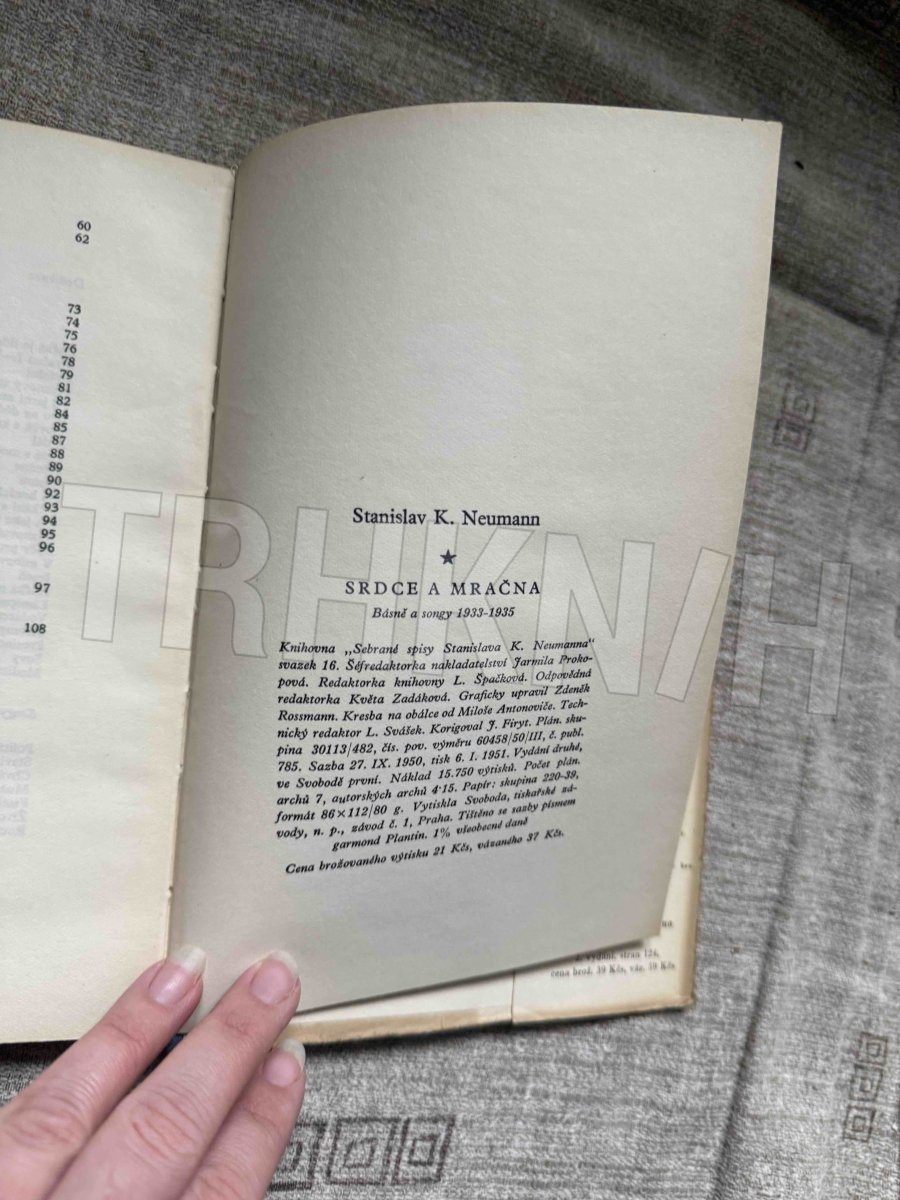 60
62
73
74
75
76
78
79
81
82
84
85
87
88
89
90
92
93
94
95
96
97
108
Stanislav K. Neumann
★
SRDCE A MRAČNA
Básně a songy 1933-1935
Knihovna „Sebrané spisy Stanislava K. Neumanna“
svazek 16. Šéfredaktorka nakladatelství Jarmila Proko-
pová. Redaktorka knihovny L. Špačková. Odpovědná
redaktorka Květa Zadáková. Graficky upravil Zdeněk
Rossmann. Kresba na obálce od Miloše Antonoviče. Tech-
nický redaktor L. Svášek. Korigoval J. Firyt. Plán. sku-
pina 30113/482, čís. pov. výměru 60458/50/III, č. publ.
785. Sazba 27. IX. 1950, tisk 6. I. 1951. Vydání druhé,
ve Svobodě první. Náklad 15.750 výtisků. Počet plán.
archů 7, autorských archů 4·15. Papír: skupina 220-39,
formát 86×112/80 g. Vytiskla Svoboda, tiskařské zá-
vody, n. p., závod č. 1, Praha. Tištěno se sazby písmem
garmond Plantin. 1% všeobecné daně
Cena brožovaného výtisku 21 Kčs, vázaného 37 Kčs.
vydání, stran 124,
cena brož. 39 Kčs, váz. 59 Kčs
TRHKNIH